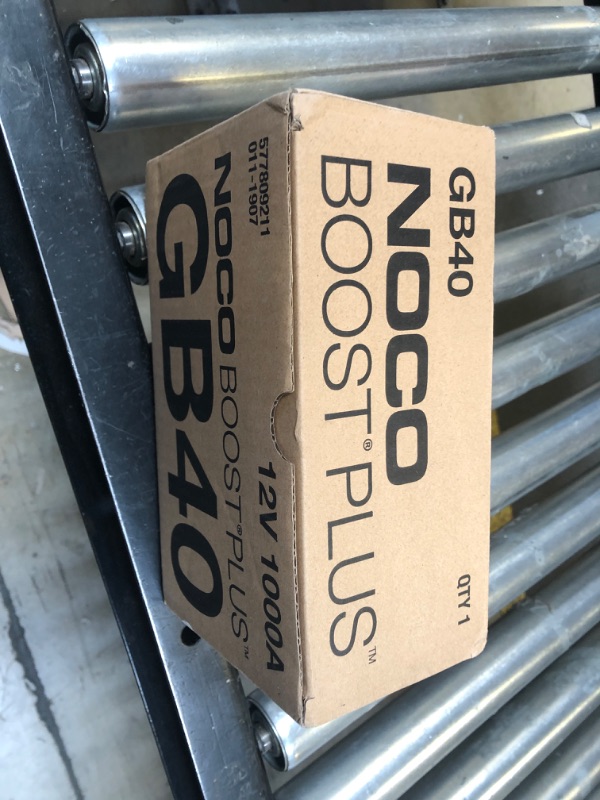 GB40
NOCO
BOOST® PLUS™
QTY 1
577809211
011-1907
NOCO BOOST® PLUS™
12V 1000A
GB40